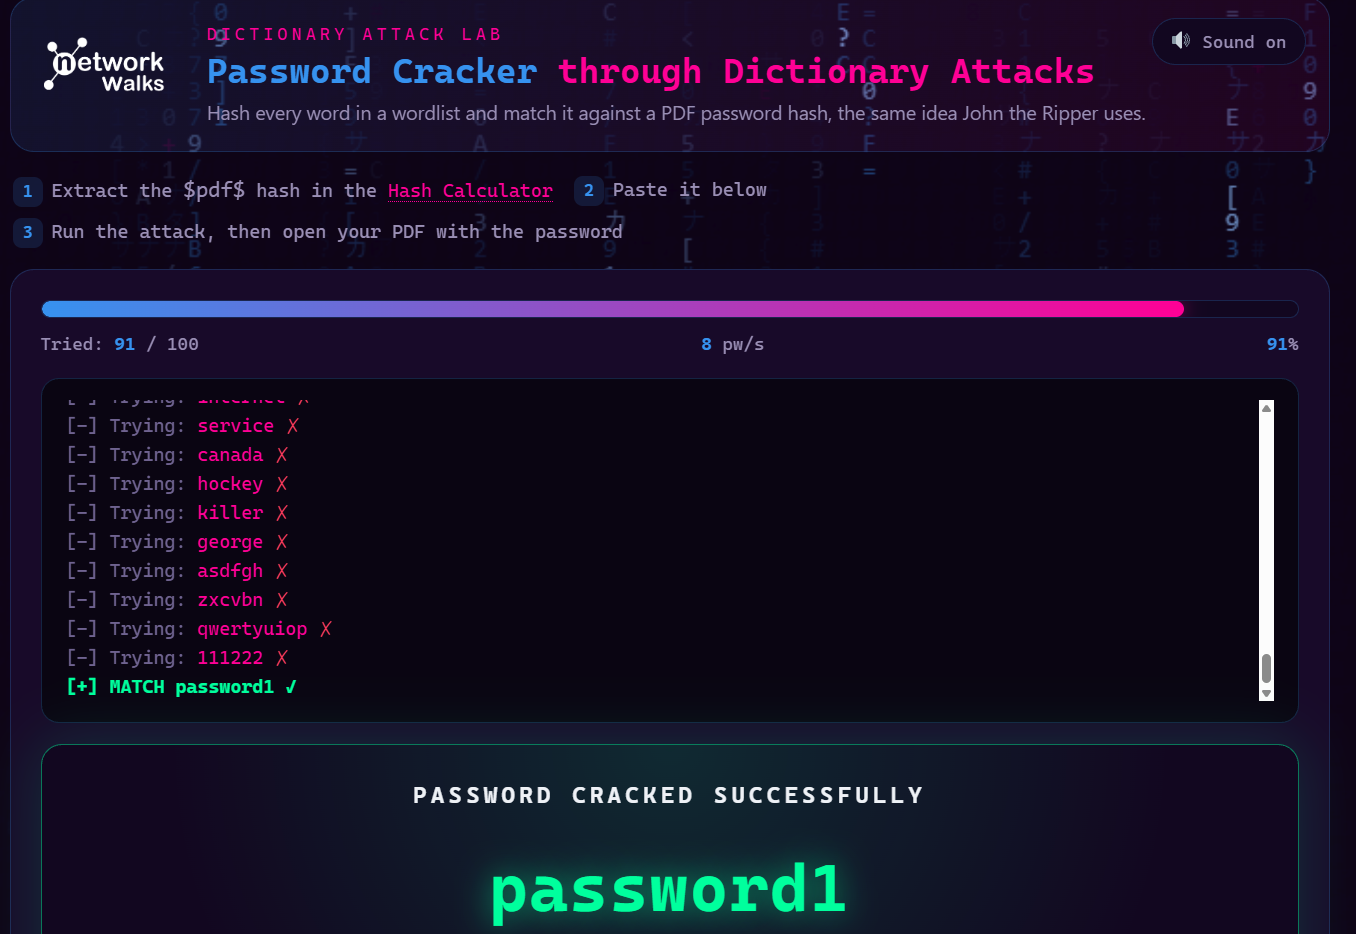 network
Walks
DICTIONARY ATTACK LAB
Password Cracker through Dictionary Attacks
Hash every word in a wordlist and match it against a PDF password hash, the same idea John the Ripper uses.
Sound on
1 Extract the $pdf$ hash in the Hash Calculator 2 Paste it below
3 Run the attack, then open your PDF with the password
Tried: 91 / 100 8 pw/s 91%
[-] Trying: internet ✗
[-] Trying: service ✗
[-] Trying: canada ✗
[-] Trying: hockey ✗
[-] Trying: killer ✗
[-] Trying: george ✗
[-] Trying: asdfgh ✗
[-] Trying: zxcvbn ✗
[-] Trying: qwertyuiop ✗
[-] Trying: 111222 ✗
[+] MATCH password1 ✓
PASSWORD CRACKED SUCCESSFULLY
password1